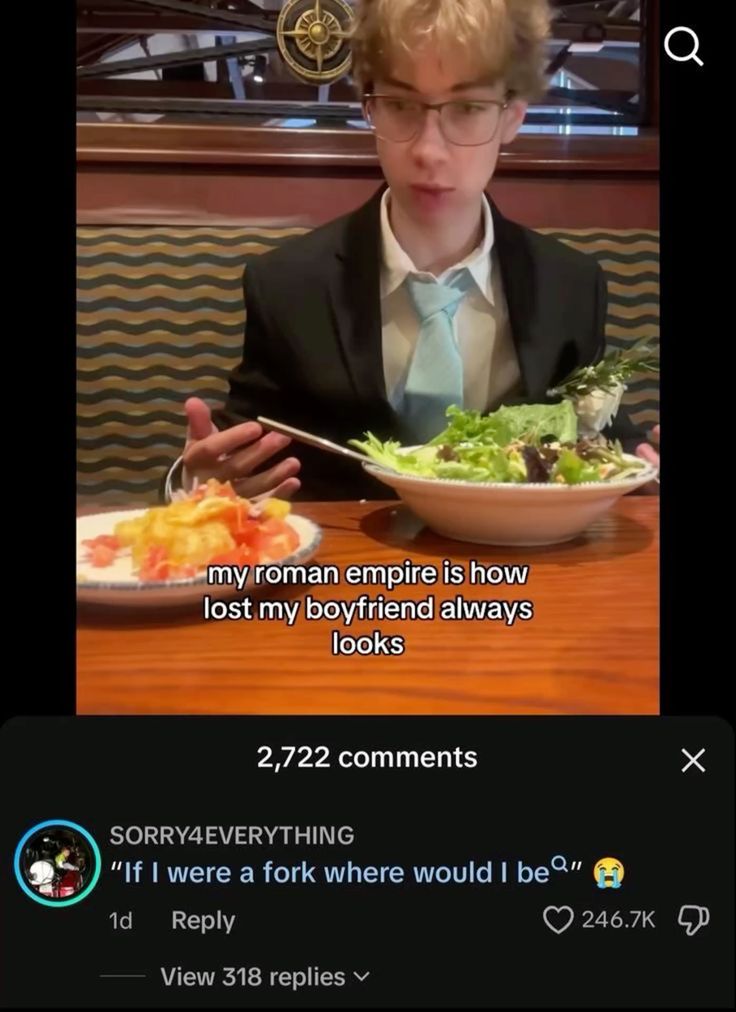 my roman empire is how
lost my boyfriend always
looks
2,722 comments
SORRY4EVERYTHING
"If I were a fork where would I be" 😭
1d Reply 246.7K
View 318 replies